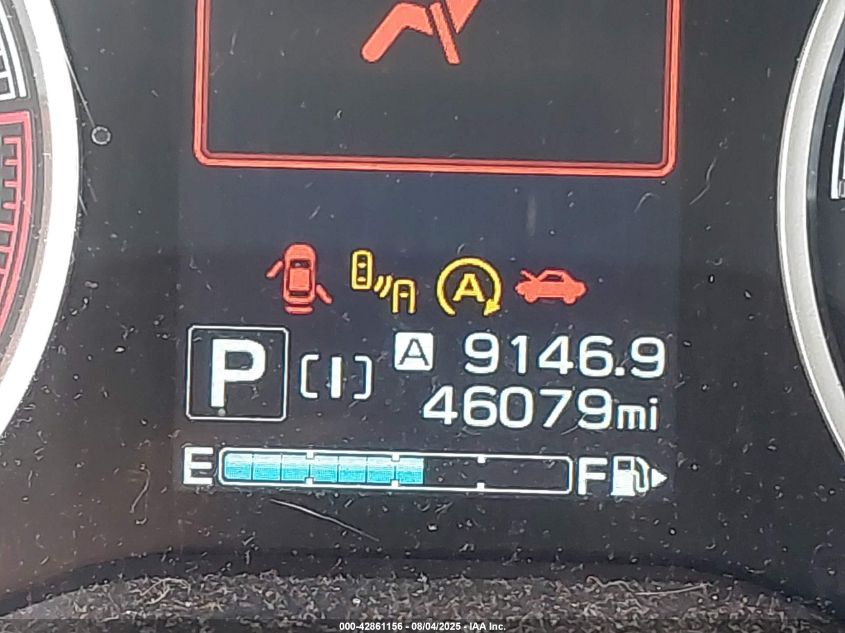 A
P [I] A 9146.9
46079mi
E F
000-42861156 - 08/04/2025 - IAA Inc.